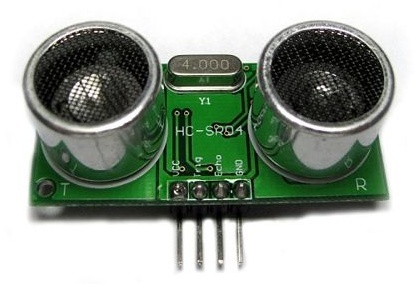 4.000
Y1
HC-SR04
VCC
Trig
Echo
GND
T
R